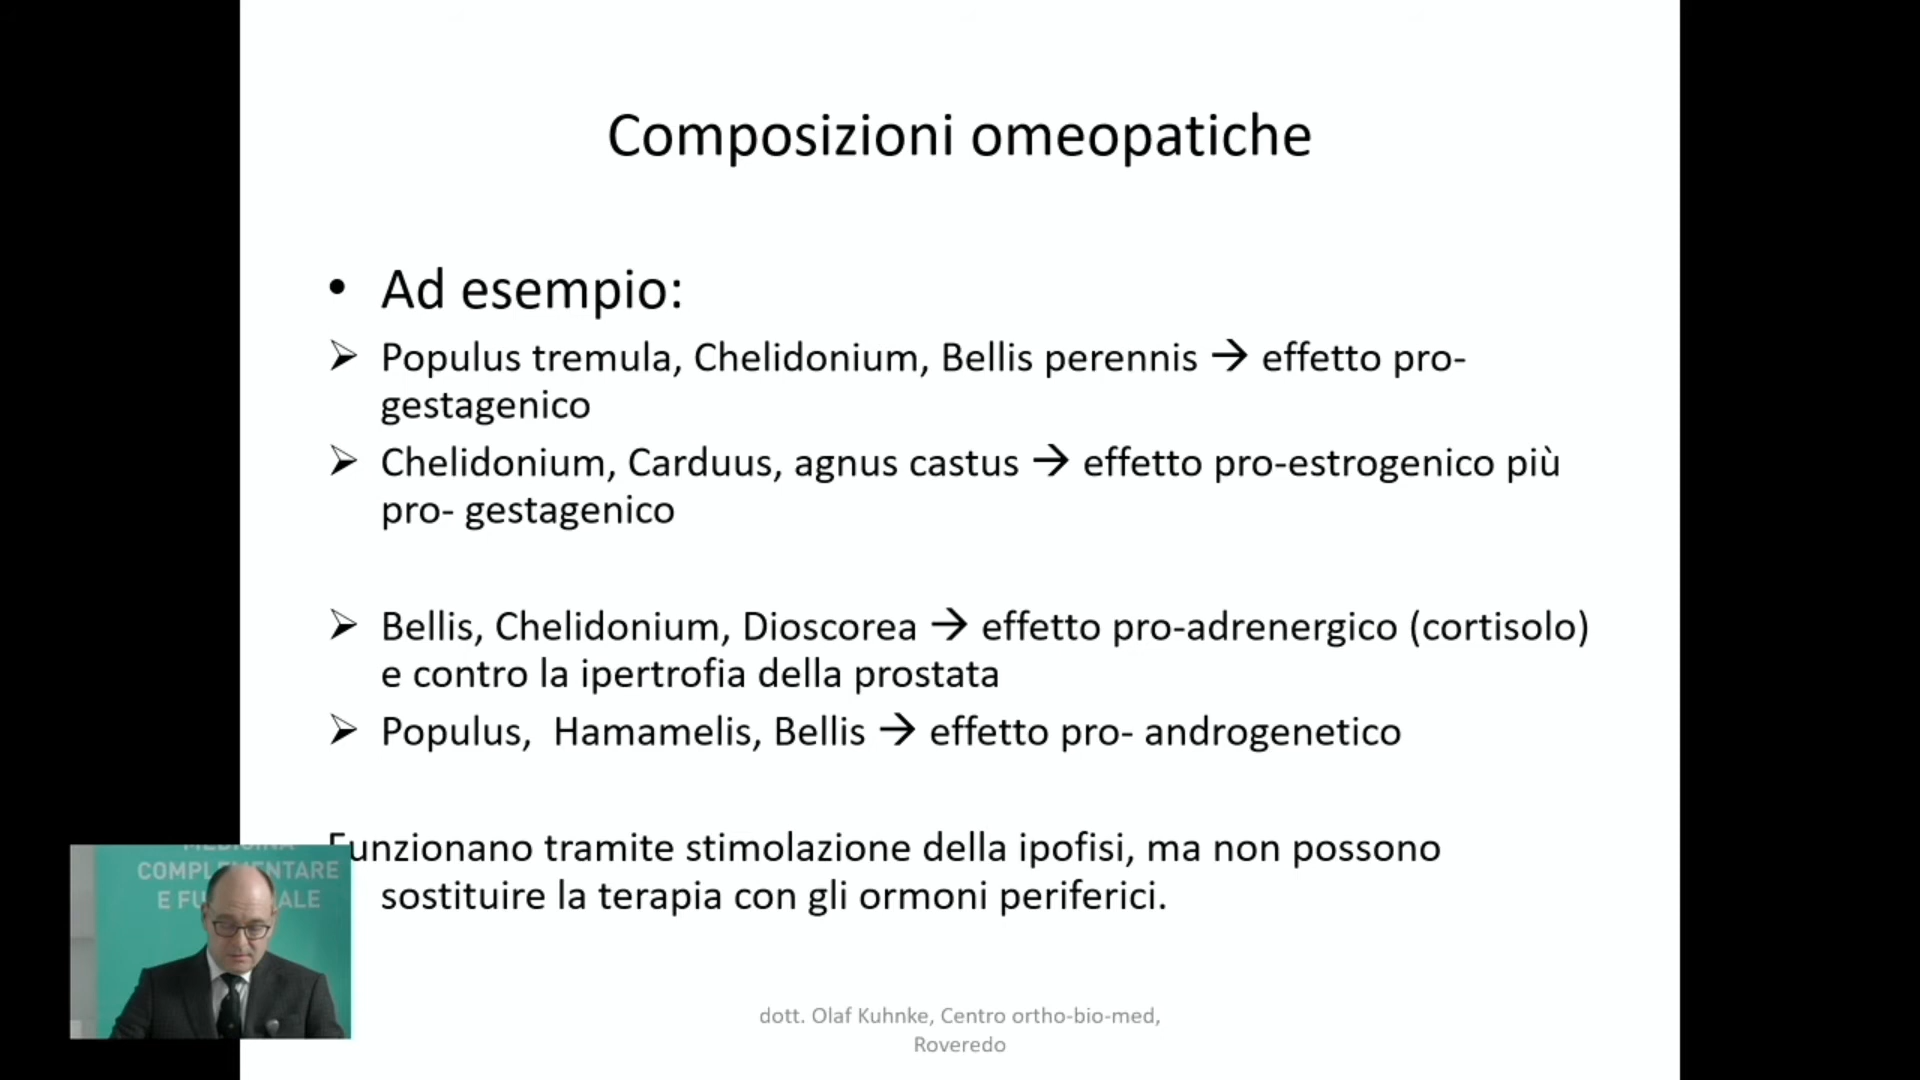 Composizioni omeopatiche
• Ad esempio:
➢ Populus tremula, Chelidonium, Bellis perennis → effetto pro-
gestagenico
➢ Chelidonium, Carduus, agnus castus → effetto pro-estrogenico più
pro- gestagenico
➢ Bellis, Chelidonium, Dioscorea → effetto pro-adrenergico (cortisolo)
e contro la ipertrofia della prostata
➢ Populus,  Hamamelis, Bellis → effetto pro- androgenetico
Funzionano tramite stimolazione della ipofisi, ma non possono
sostituire la terapia con gli ormoni periferici.
MEDICINA
dott. Olaf Kuhnke, Centro ortho-bio-med,
Roveredo